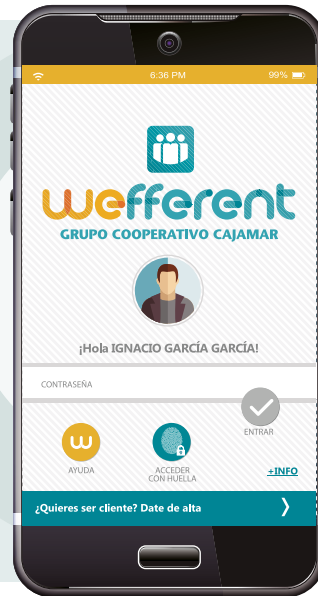 6:36 PM
99%
wefferent
GRUPO COOPERATIVO CAJAMAR
¡Hola IGNACIO GARCÍA GARCÍA!
CONTRASEÑA
ENTRAR
w
AYUDA
ACCEDER
CON HUELLA
+INFO
¿Quieres ser cliente? Date de alta